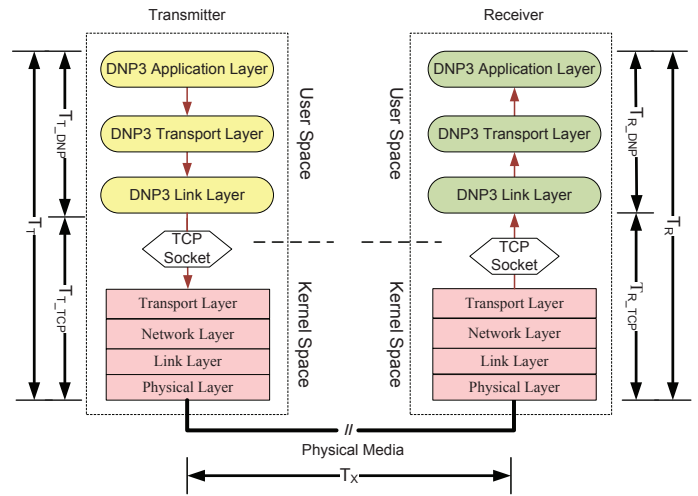 Transmitter
Receiver
DNP3 Application Layer
DNP3 Transport Layer
DNP3 Link Layer
TCP
Socket
Transport Layer
Network Layer
Link Layer
Physical Layer
User Space
Kernel Space
T_T
T_T_DNP
T_T_TCP
DNP3 Application Layer
DNP3 Transport Layer
DNP3 Link Layer
TCP
Socket
Transport Layer
Network Layer
Link Layer
Physical Layer
User Space
Kernel Space
T_R_DNP
T_R_TCP
T_R
//
Physical Media
T_X